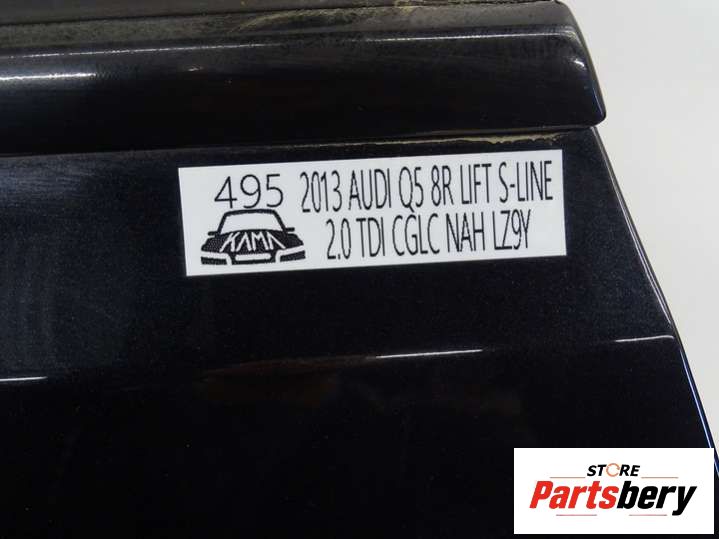 495 2013 AUDI Q5 8R LIFT S-LINE
KAMA 2.0 TDI CGLC NAH LZ9Y
STORE
Partsbery